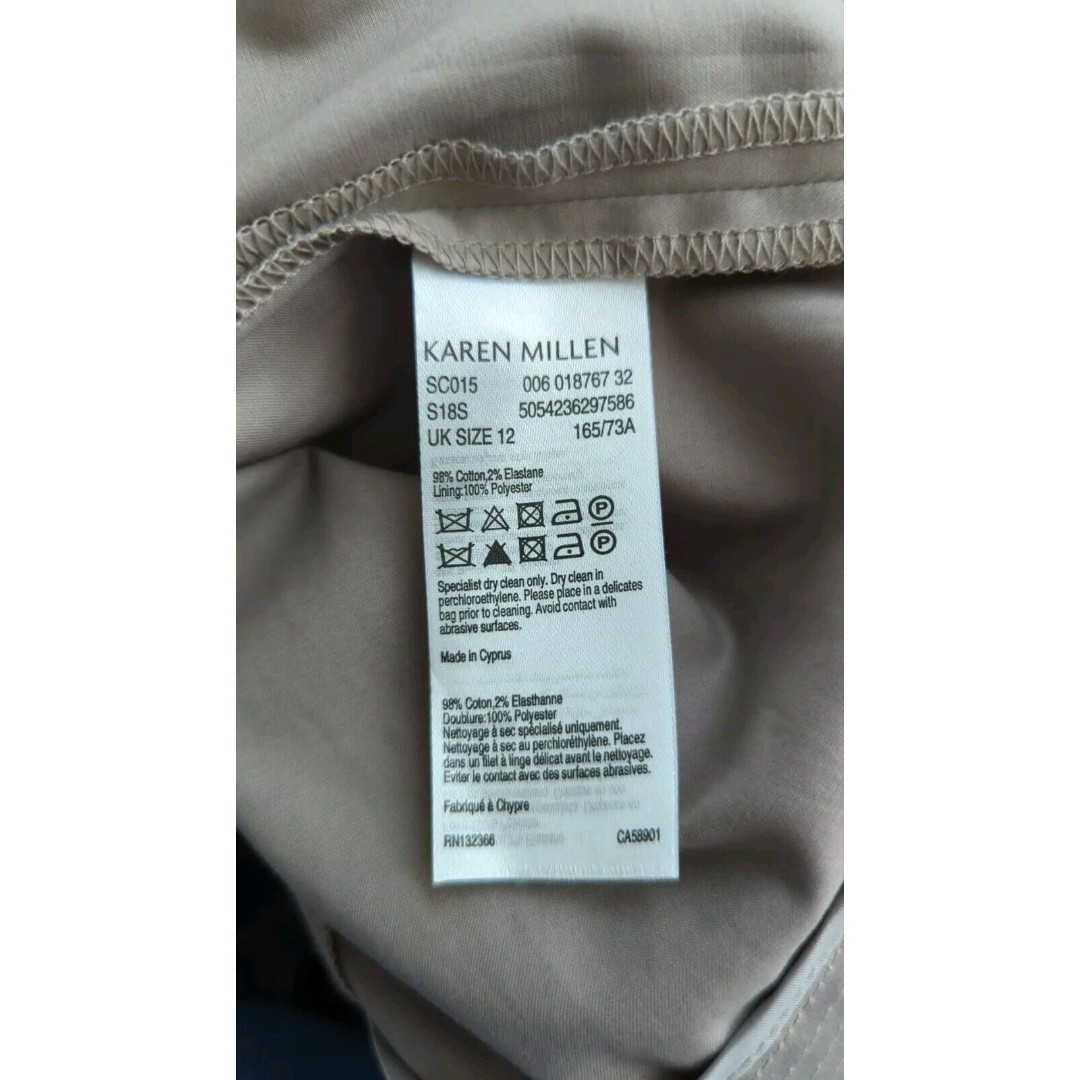 KAREN MILLEN
SC015 006 018767 32
S18S 5054236297586
UK SIZE 12 165/73A
98% Cotton,2% Elastane
Lining:100% Polyester
P
P
Specialist dry clean only. Dry clean in
perchloroethylene. Please place in a delicates
bag prior to cleaning. Avoid contact with
abrasive surfaces.
Made in Cyprus
98% Coton,2% Elasthanne
Doublure:100% Polyester
Nettoyage à sec spécialisé uniquement.
Nettoyage à sec au perchloréthylène. Placez
dans un filet à linge délicat avant le nettoyage.
Eviter le contact avec des surfaces abrasives.
Fabriqué à Chypre
RN132366 CA58901